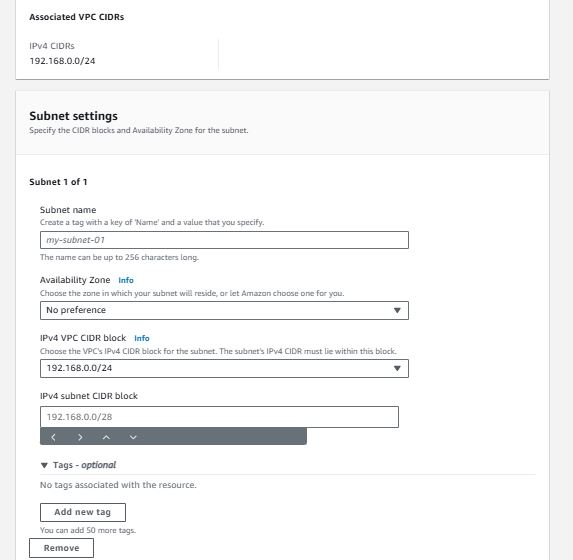 Associated VPC CIDRs
IPv4 CIDRs
192.168.0.0/24
Subnet settings
Specify the CIDR blocks and Availability Zone for the subnet.
Subnet 1 of 1
Subnet name
Create a tag with a key of 'Name' and a value that you specify.
my-subnet-01
The name can be up to 256 characters long.
Availability Zone Info
Choose the zone in which your subnet will reside, or let Amazon choose one for you.
No preference
IPv4 VPC CIDR block Info
Choose the VPC's IPv4 CIDR block for the subnet. The subnet's IPv4 CIDR must lie within this block.
192.168.0.0/24
IPv4 subnet CIDR block
192.168.0.0/28
Tags - optional
No tags associated with the resource.
Add new tag
You can add 50 more tags.
Remove